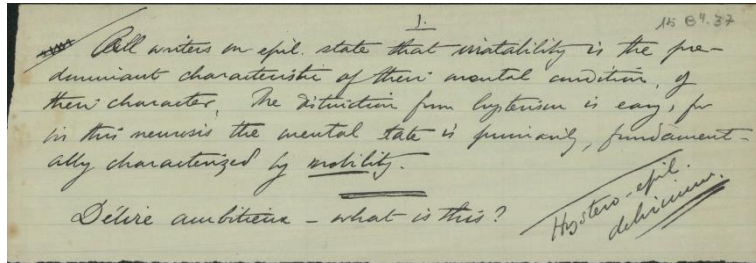 1.
15 B4.37
All writers on epil. state that irratability is the pre-
dominant characteristic of their mental condition, of
their character. The distinction from hysterism is easy, for
in this neurosis the mental state is primarily, fundament-
ally characterized by mobility.
Délire ambitieux - what is this?
Hystero-epil.
delirium.